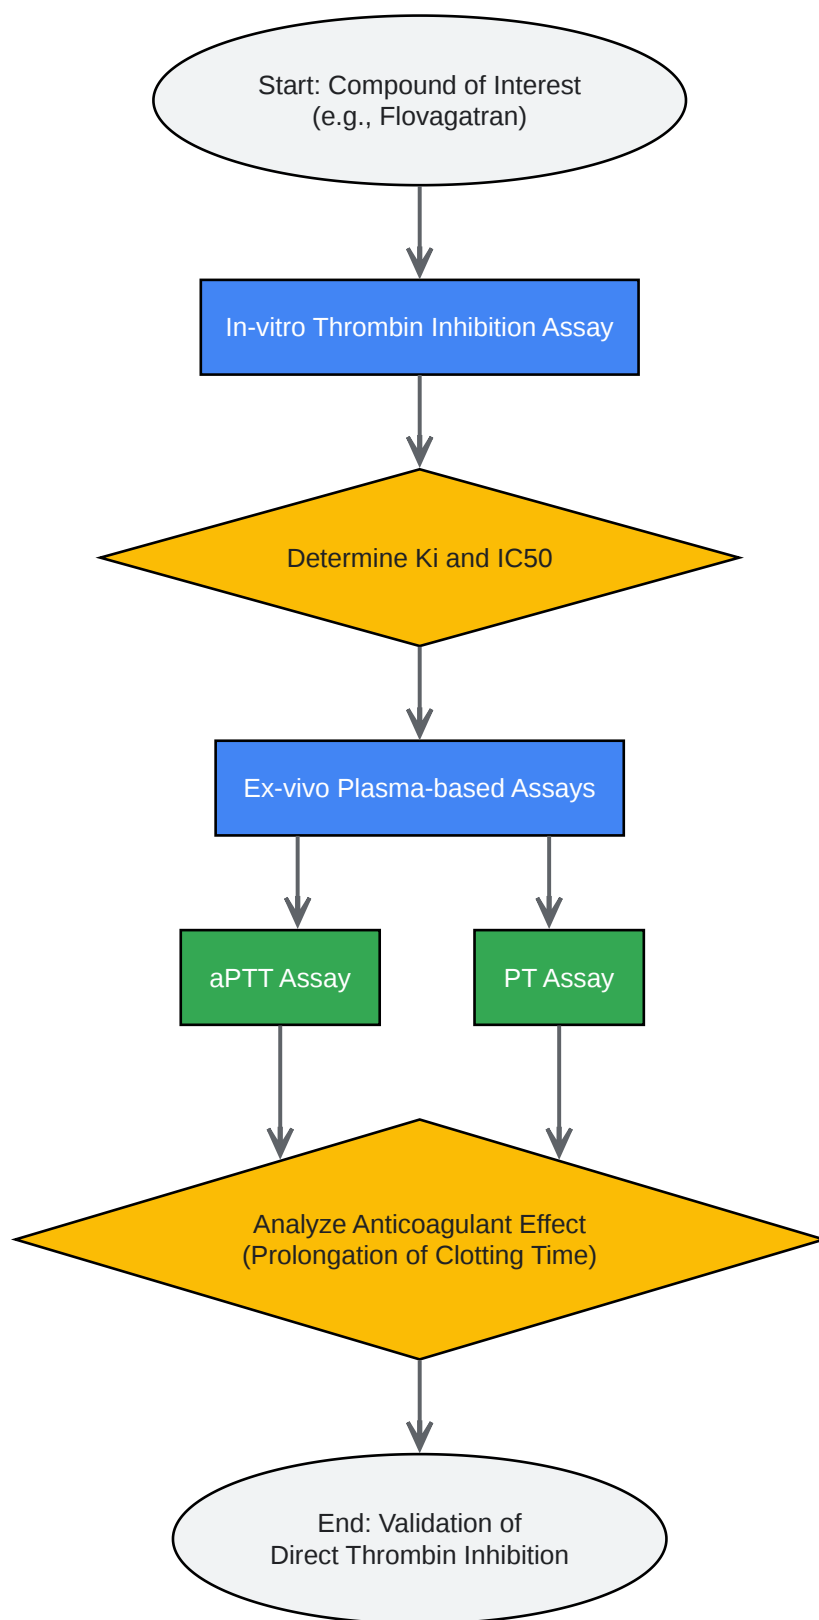 Start: Compound of Interest
(e.g., Flovagatran)
In-vitro Thrombin Inhibition Assay
Determine Ki and IC50
Ex-vivo Plasma-based Assays
aPTT Assay
PT Assay
Analyze Anticoagulant Effect
(Prolongation of Clotting Time)
End: Validation of
Direct Thrombin Inhibition